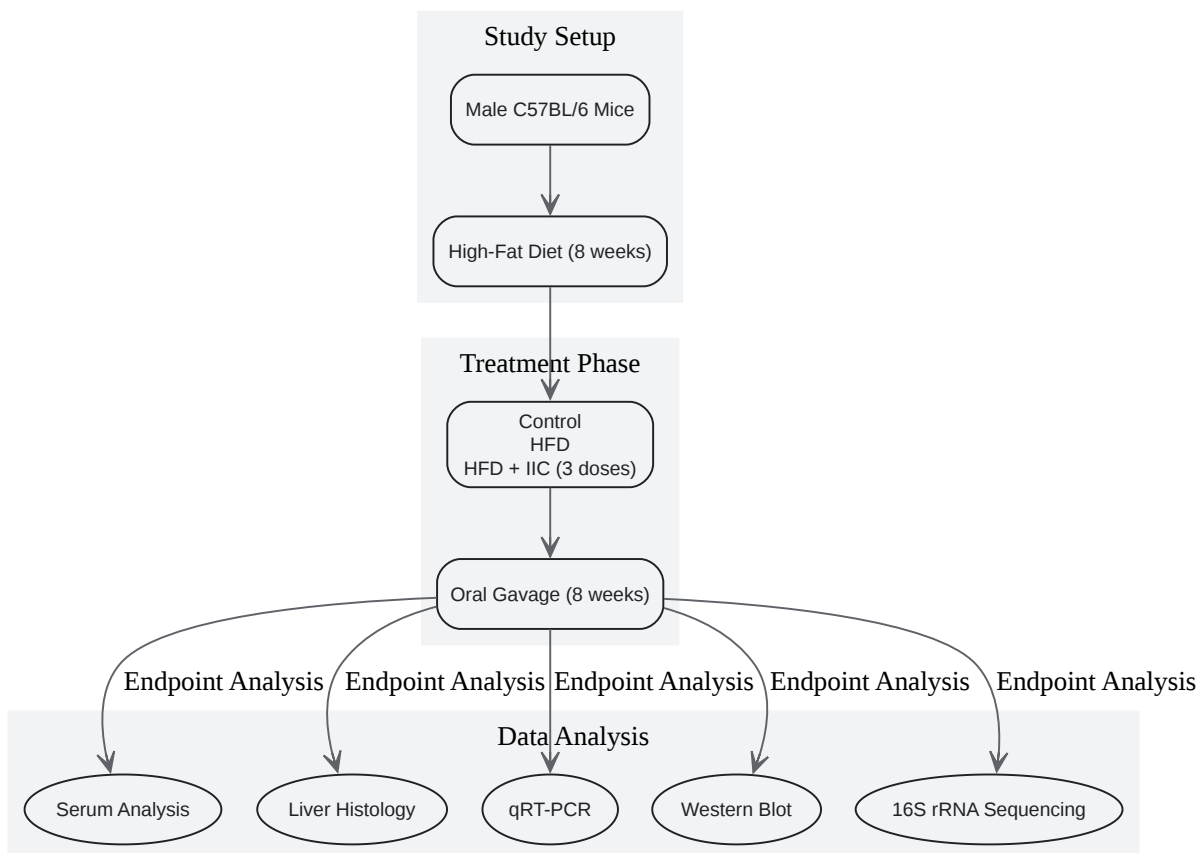 Study Setup
Male C57BL/6 Mice
High-Fat Diet (8 weeks)
Treatment Phase
Control
HFD
HFD + IIC (3 doses)
Oral Gavage (8 weeks)
Endpoint Analysis
Endpoint Analysis
Endpoint Analysis
Endpoint Analysis
Endpoint Analysis
Data Analysis
Serum Analysis
Liver Histology
qRT-PCR
Western Blot
16S rRNA Sequencing